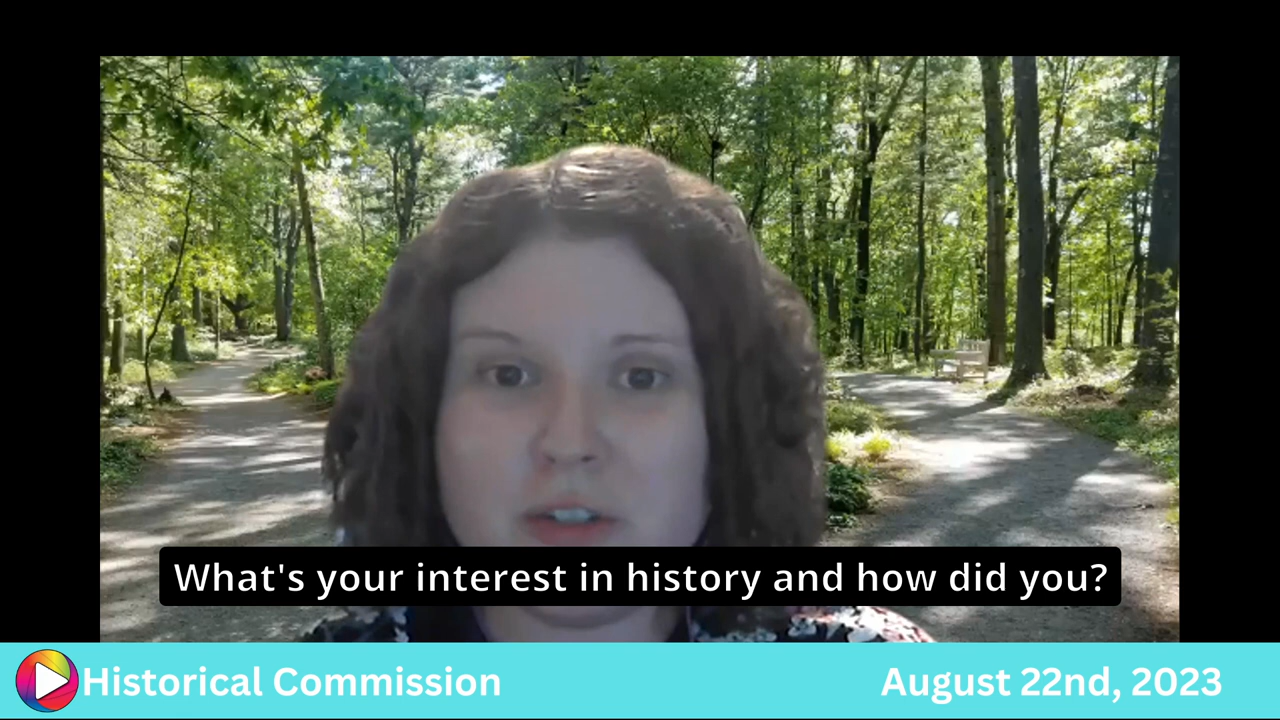 What's your interest in history and how did you?
Historical Commission
August 22nd, 2023